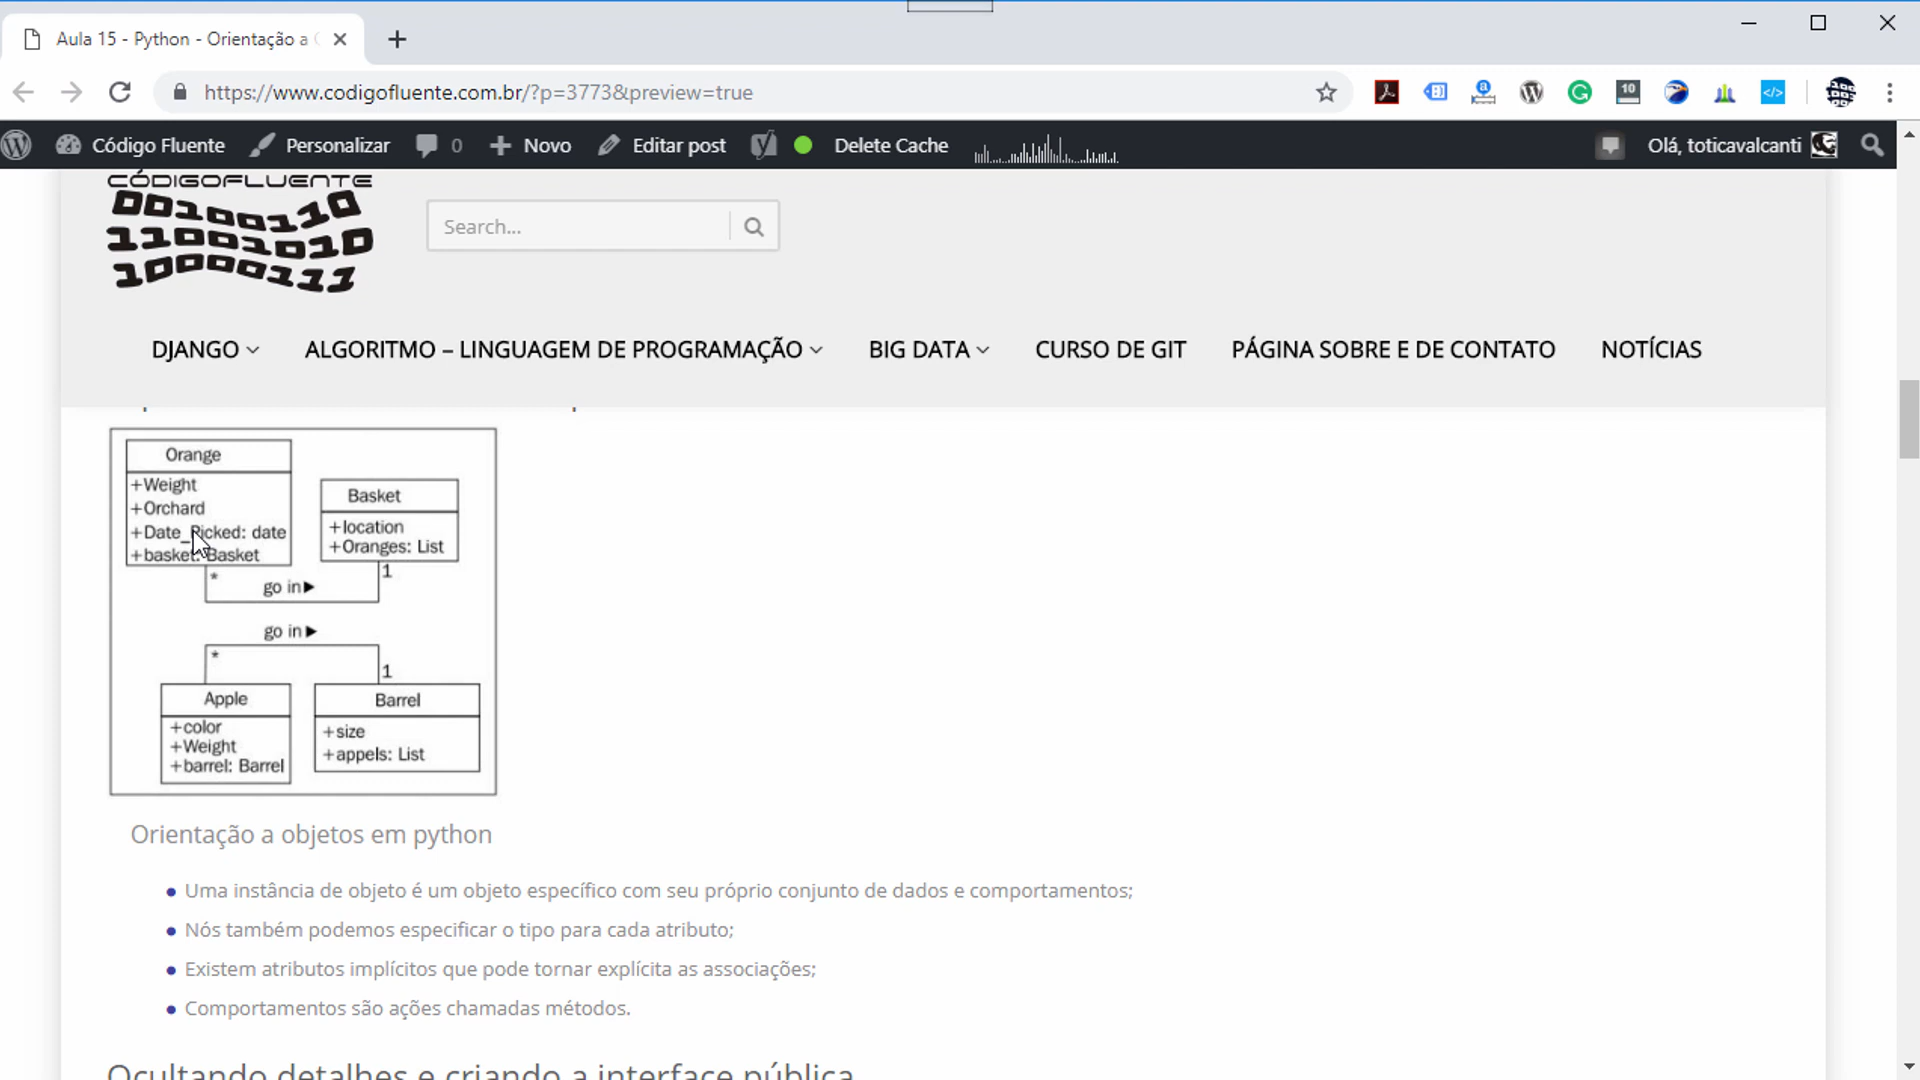 Aula 15 - Python - Orientação a
https://www.codigofluente.com.br/?p=3773&preview=true
10
Código Fluente
Personalizar
0
Novo
Editar post
Delete Cache
Olá, toticavalcanti
CÓDIGOFLUENTE
00100110
11001010
10000111
Search...
DJANGO
ALGORITMO – LINGUAGEM DE PROGRAMAÇÃO
BIG DATA
CURSO DE GIT
PÁGINA SOBRE E DE CONTATO
NOTÍCIAS
Orange
+Weight
+Orchard
+Date_Picked: date
+basket: Basket
Basket
+location
+Oranges: List
*
go in
1
go in
*
1
Apple
+color
+Weight
+barrel: Barrel
Barrel
+size
+appels: List
Orientação a objetos em python
Uma instância de objeto é um objeto específico com seu próprio conjunto de dados e comportamentos;
Nós também podemos especificar o tipo para cada atributo;
Existem atributos implícitos que pode tornar explícita as associações;
Comportamentos são ações chamadas métodos.
Ocultando detalhes e criando a interface pública